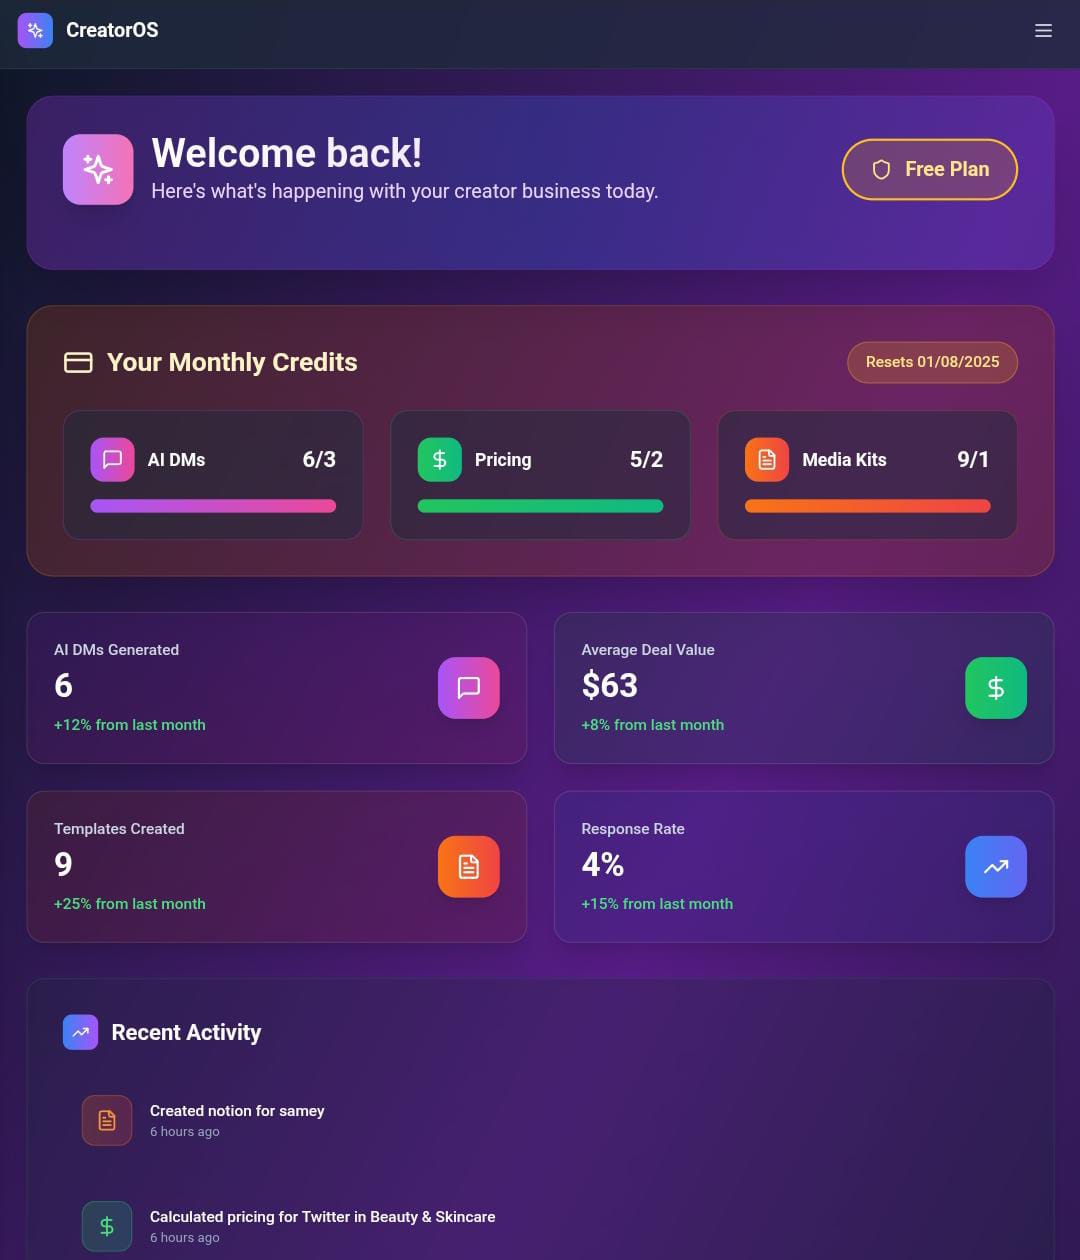 CreatorOS
Welcome back!
Here's what's happening with your creator business today.
Free Plan
Your Monthly Credits
Resets 01/08/2025
AI DMs
6/3
Pricing
5/2
Media Kits
9/1
AI DMs Generated
6
+12% from last month
Average Deal Value
$63
+8% from last month
Templates Created
9
+25% from last month
Response Rate
4%
+15% from last month
Recent Activity
Created notion for samey
6 hours ago
Calculated pricing for Twitter in Beauty & Skincare
6 hours ago